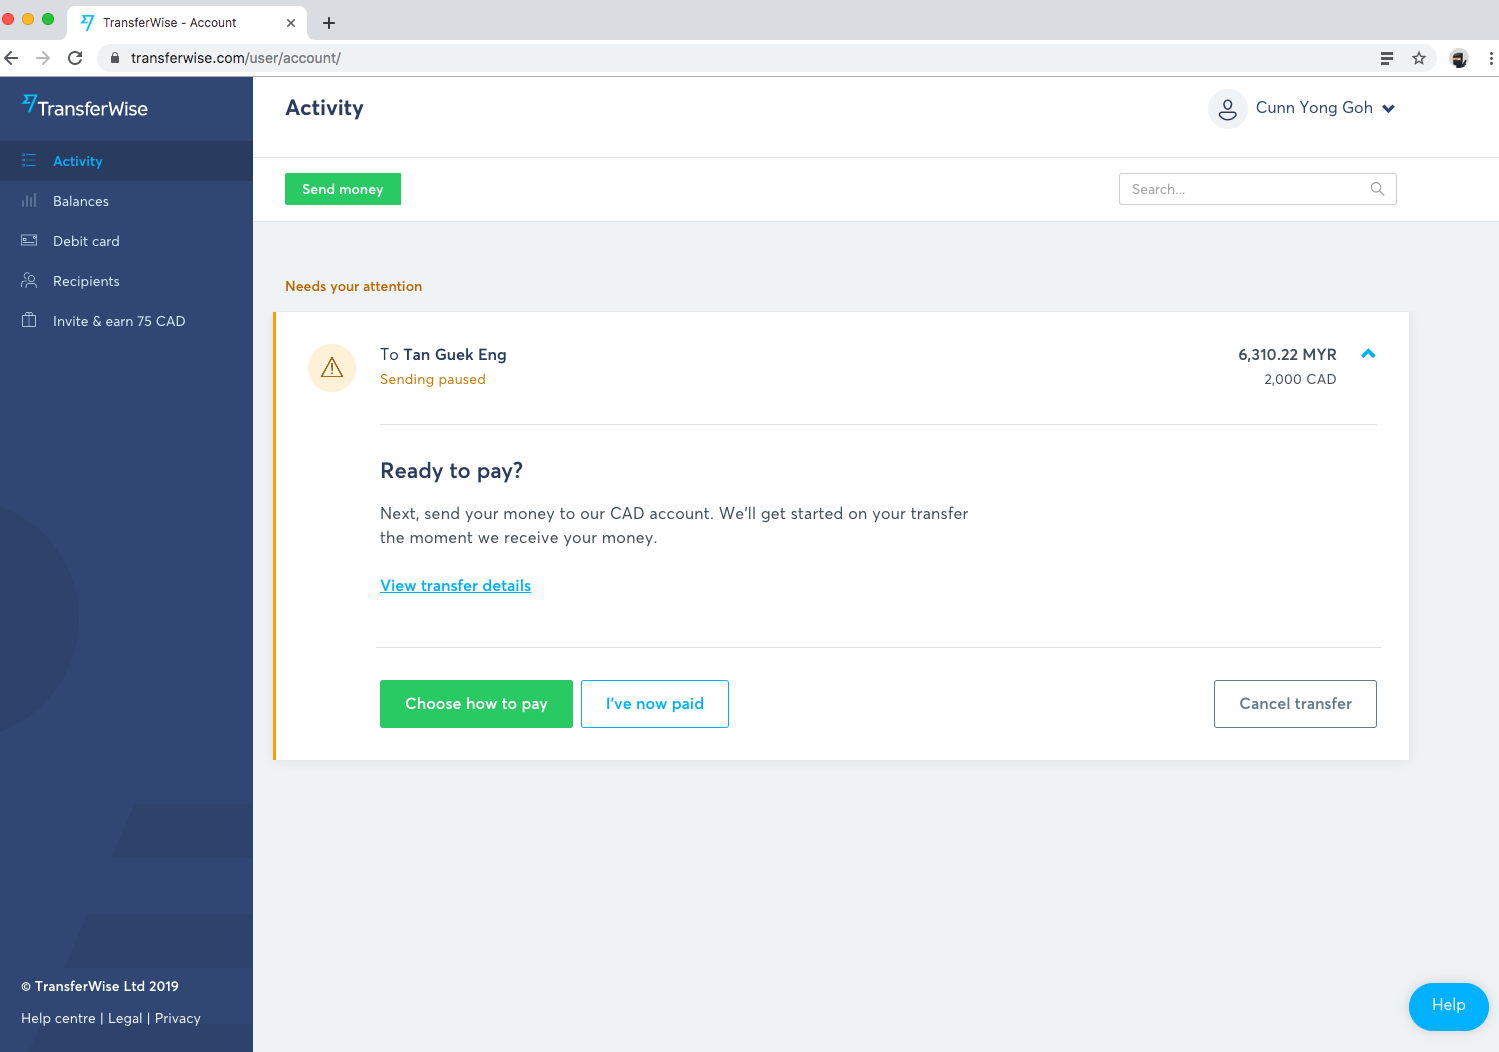 TransferWise - Account
transferwise.com/user/account/
TransferWise
Activity
Cunn Yong Goh
Activity
Balances
Debit card
Recipients
Invite & earn 75 CAD
Send money
Search...
Needs your attention
To Tan Guek Eng
6,310.22 MYR
Sending paused
2,000 CAD
Ready to pay?
Next, send your money to our CAD account. We'll get started on your transfer
the moment we receive your money.
View transfer details
Choose how to pay
I've now paid
Cancel transfer
© TransferWise Ltd 2019
Help centre | Legal | Privacy
Help